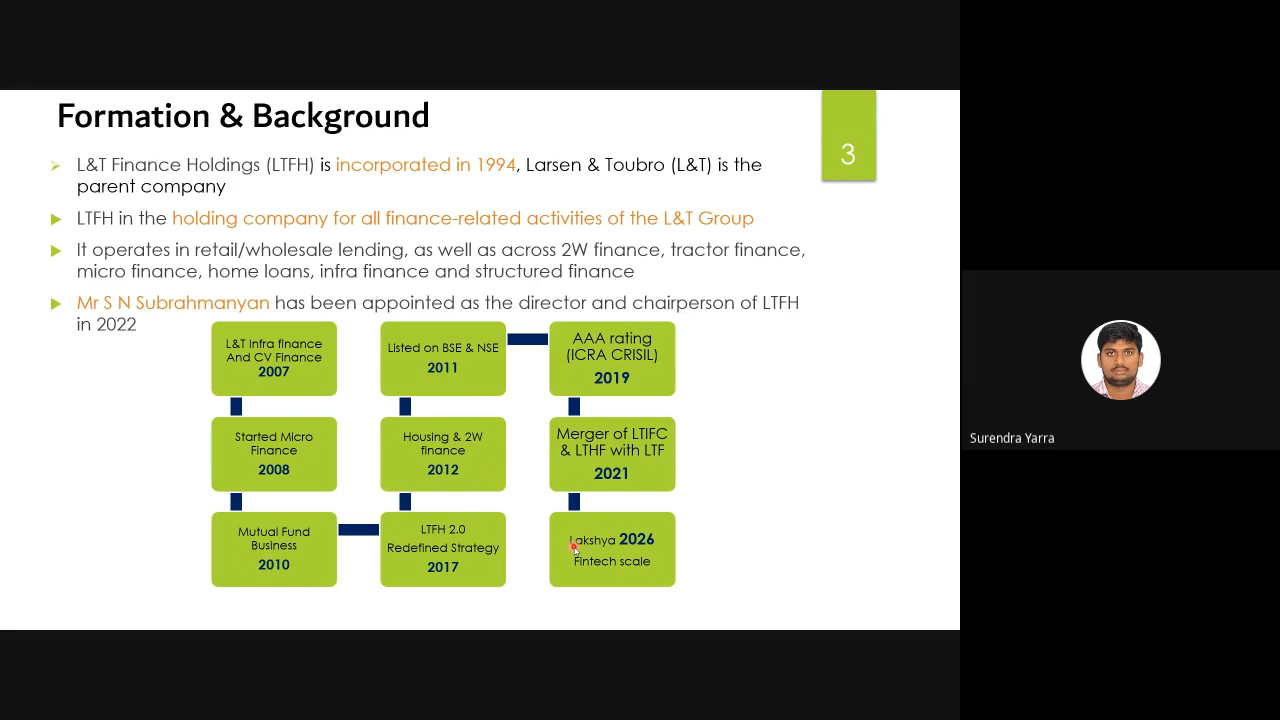 Formation & Background
3
L&T Finance Holdings (LTFH) is incorporated in 1994, Larsen & Toubro (L&T) is the
parent company
LTFH in the holding company for all finance-related activities of the L&T Group
It operates in retail/wholesale lending, as well as across 2W finance, tractor finance,
micro finance, home loans, infra finance and structured finance
Mr S N Subrahmanyan has been appointed as the director and chairperson of LTFH
in 2022
L&T Infra finance
And CV Finance
2007
Started Micro
Finance
2008
Mutual Fund
Business
2010
Listed on BSE & NSE
2011
Housing & 2W
finance
2012
LTFH 2.0
Redefined Strategy
2017
AAA rating
(ICRA CRISIL)
2019
Merger of LTIFC
& LTHF with LTF
2021
Lakshya 2026
Fintech scale
Surendra Yarra